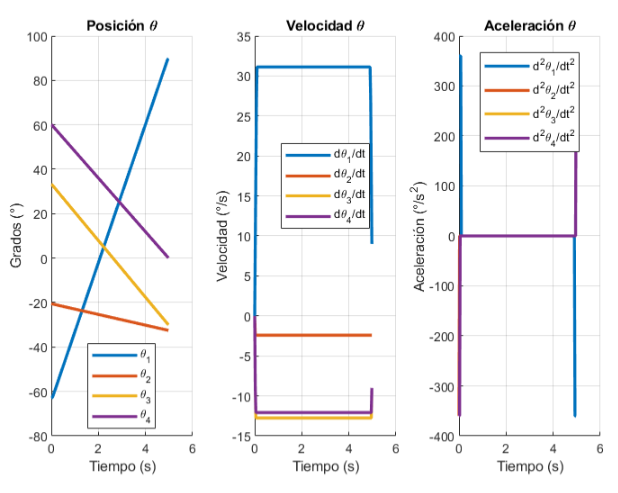 Posición θ
100
80
60
40
20
0
-20
-40
-60
-80
0
2
4
6
Grados (°)
Tiempo (s)
θ1
θ2
θ3
θ4
Velocidad θ
35
30
25
20
15
10
5
0
-5
-10
-15
0
2
4
6
Velocidad (°/s)
Tiempo (s)
dθ1/dt
dθ2/dt
dθ3/dt
dθ4/dt
Aceleración θ
400
300
200
100
0
-100
-200
-300
-400
0
2
4
6
Aceleración (°/s²)
Tiempo (s)
d²θ1/dt²
d²θ2/dt²
d²θ3/dt²
d²θ4/dt²